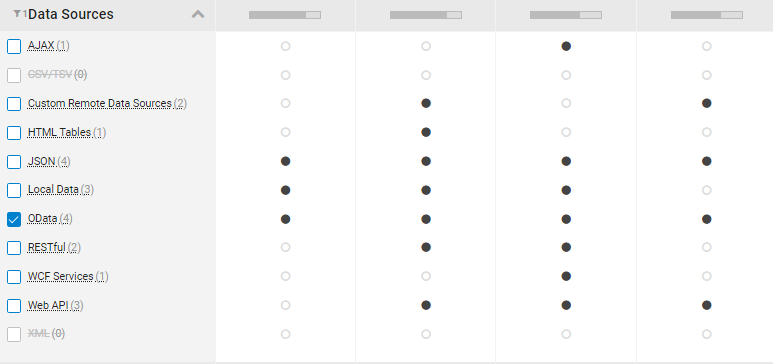 1 Data Sources
AJAX (1)
CSV/TSV (0)
Custom Remote Data Sources (2)
HTML Tables (1)
JSON (4)
Local Data (3)
OData (4)
RESTful (2)
WCF Services (1)
Web API (3)
XML (0)